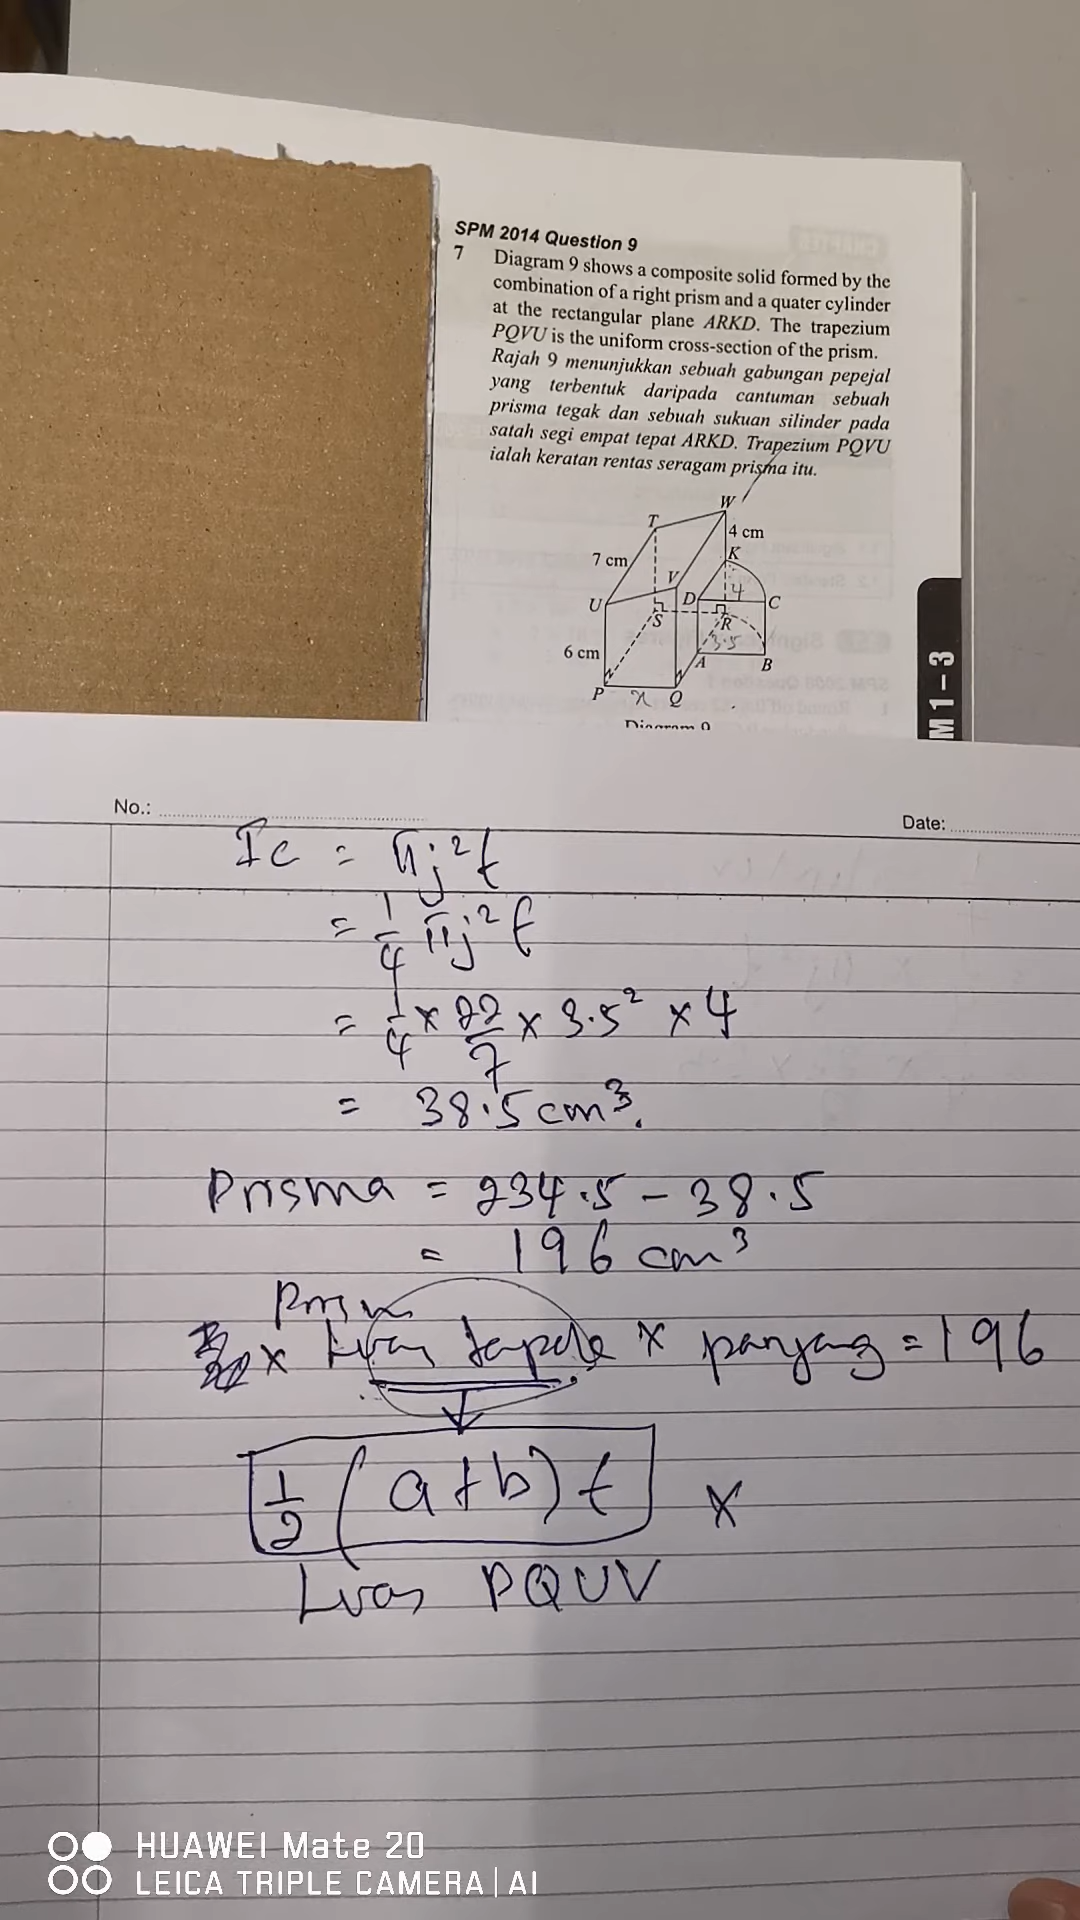 SPM 2014 Question 9
7 Diagram 9 shows a composite solid formed by the
combination of a right prism and a quater cylinder
at the rectangular plane ARKD. The trapezium
PQVU is the uniform cross-section of the prism.
Rajah 9 menunjukkan sebuah gabungan pepejal
yang terbentuk daripada cantuman sebuah
prisma tegak dan sebuah sukuan silinder pada
satah segi empat tepat ARKD. Trapezium PQVU
ialah keratan rentas seragam prisma itu.
W
T
4 cm
7 cm
K
V
U
D
4
C
S
R
6 cm
3.5
A
B
P
x
Q
Diagram 9
M 1 – 3
No.:
Date:
= πj²t
= 1/4 πj²t
= 1/4 × 22/7 × 3.5² × 4
= 38.5 cm³.
Prisma = 234.5 - 38.5
= 196 cm³
× Luas × panjang = 196
1/2 (a+b) t ×
Luas PQUV
HUAWEI Mate 20
LEICA TRIPLE CAMERA | AI